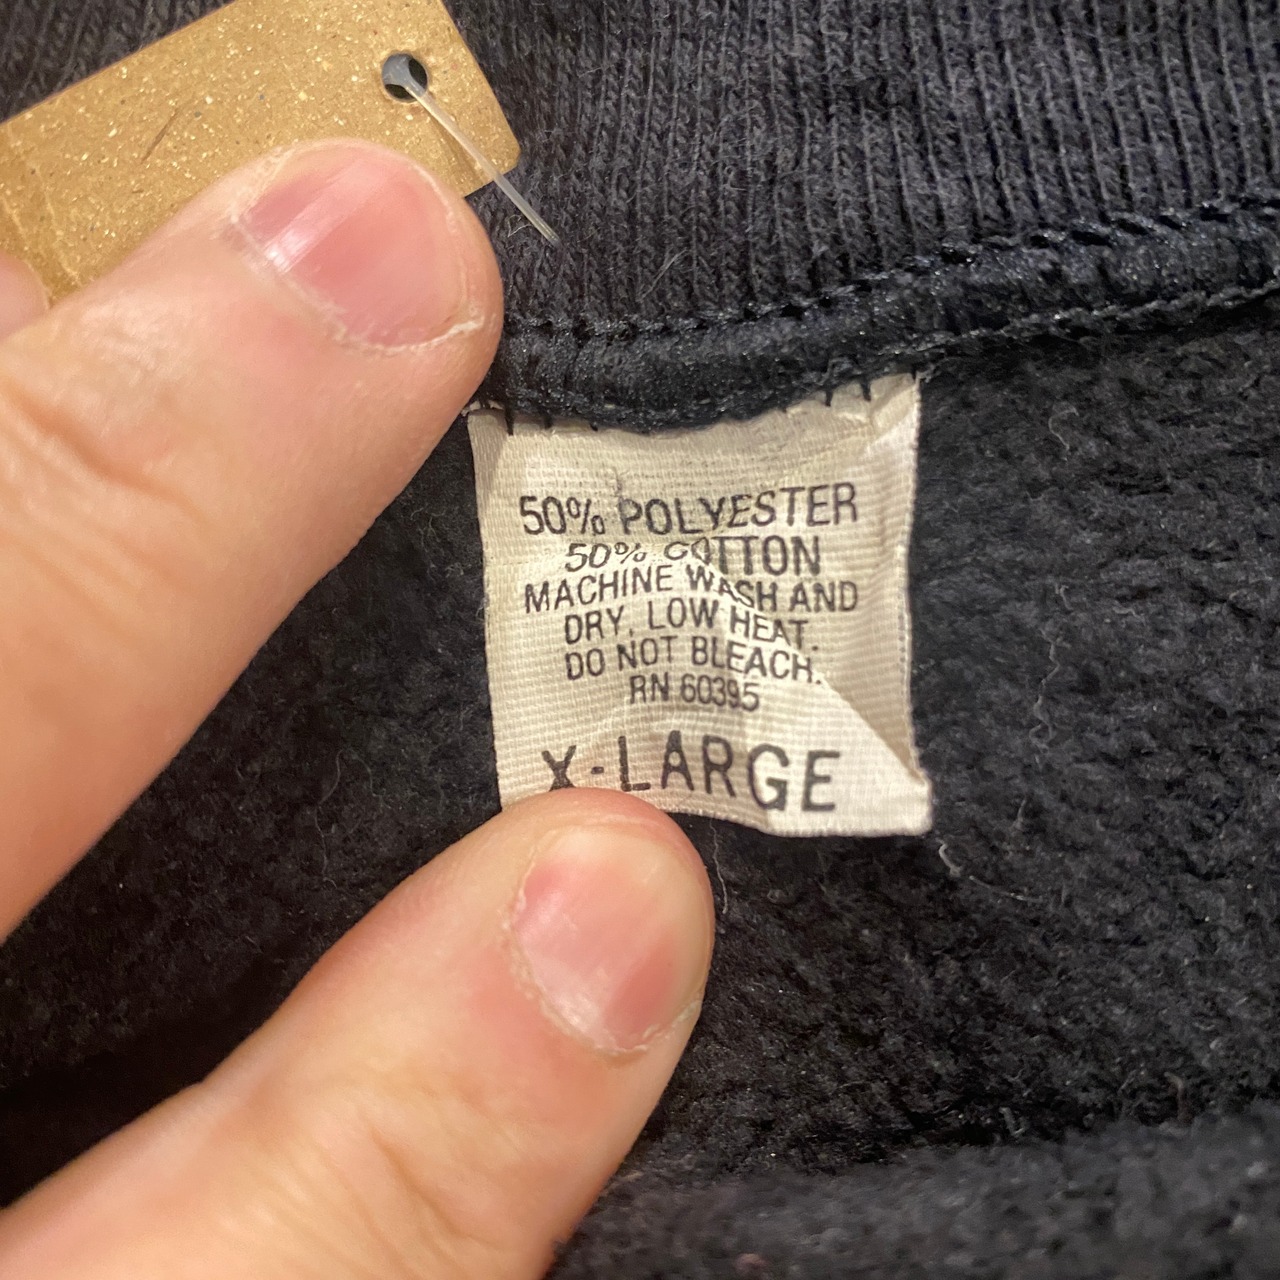 50% POLYESTER
50% COTTON
MACHINE WASH AND
DRY, LOW HEAT.
DO NOT BLEACH.
RN 60395
X-LARGE